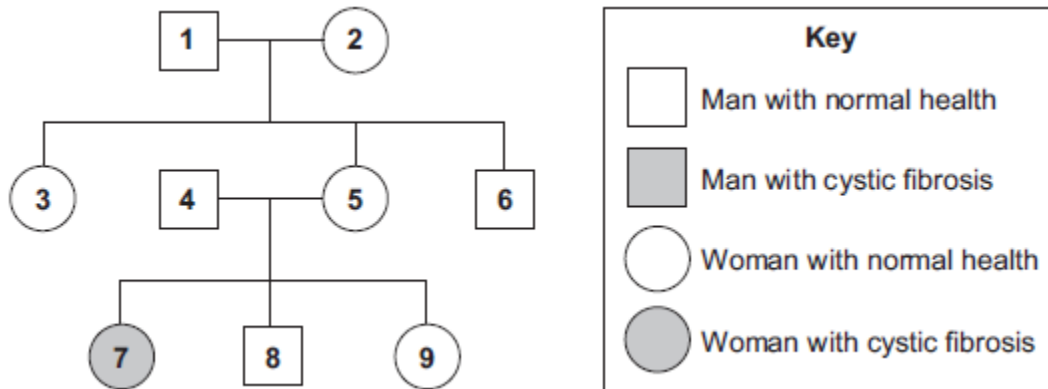 1 2
3 4 5 6
7 8 9
Key
Man with normal health
Man with cystic fibrosis
Woman with normal health
Woman with cystic fibrosis